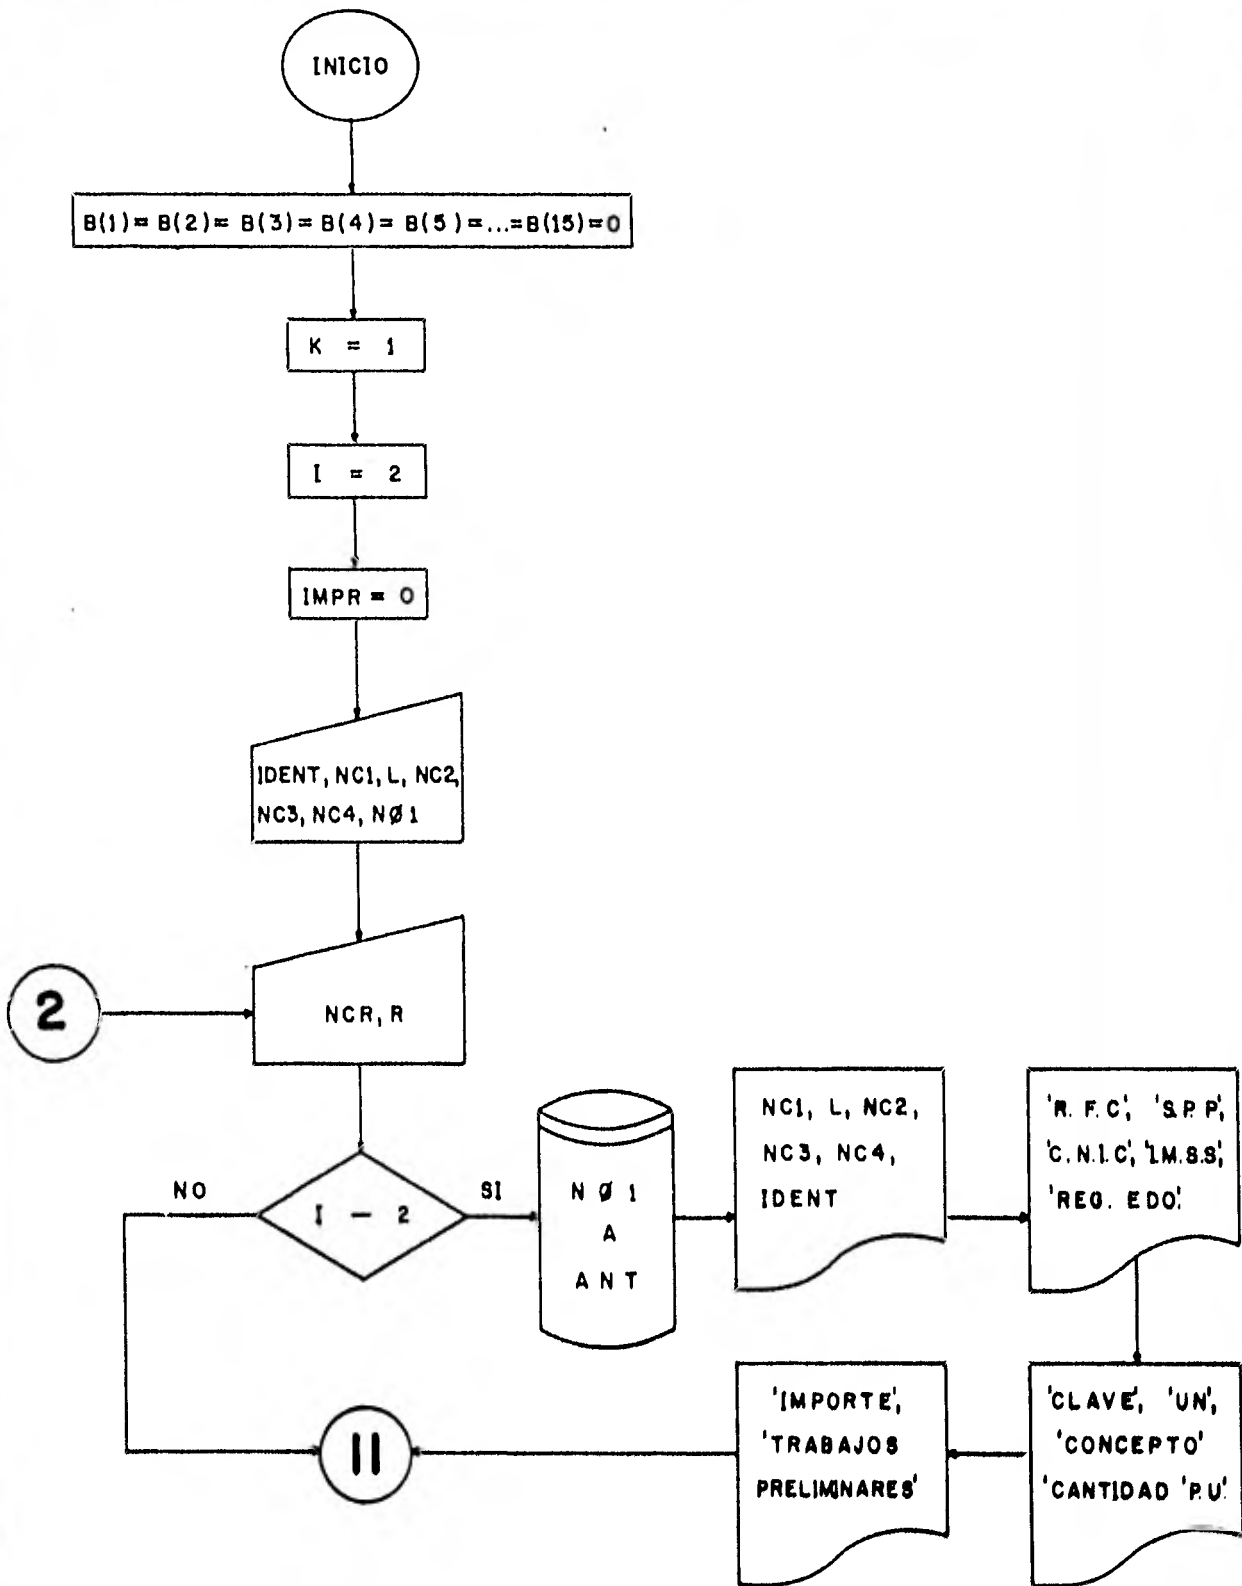 INICIO
B(1)= B(2)= B(3)= B(4)= B(5)=...=B(15)=0
K = 1
I = 2
IMPR = 0
IDENT, NC1, L, NC2,
NC3, NC4, NØ1
2
NCR, R
NO
I - 2
SI
NØ1
A
ANT
NC1, L, NC2,
NC3, NC4,
IDENT
'R. F. C', 'S.P. P',
'C. N.I.C', 'I.M.S.S',
'REG. EDO'.
'CLAVE', 'UN',
'CONCEPTO'
'CANTIDAD 'P.U'.
'IMPORTE',
'TRABAJOS
PRELIMINARES'
11